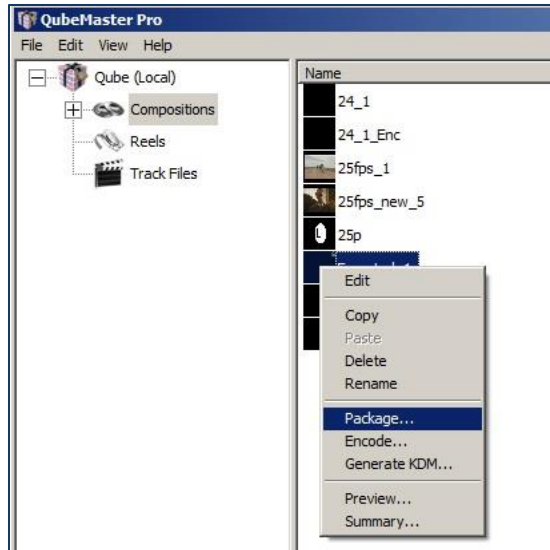 QubeMaster Pro
File Edit View Help
Qube (Local)
Compositions
Reels
Track Files
Name
24_1
24_1_Enc
25fps_1
25fps_new_5
25p
Edit
Copy
Paste
Delete
Rename
Package...
Encode...
Generate KDM...
Preview...
Summary...